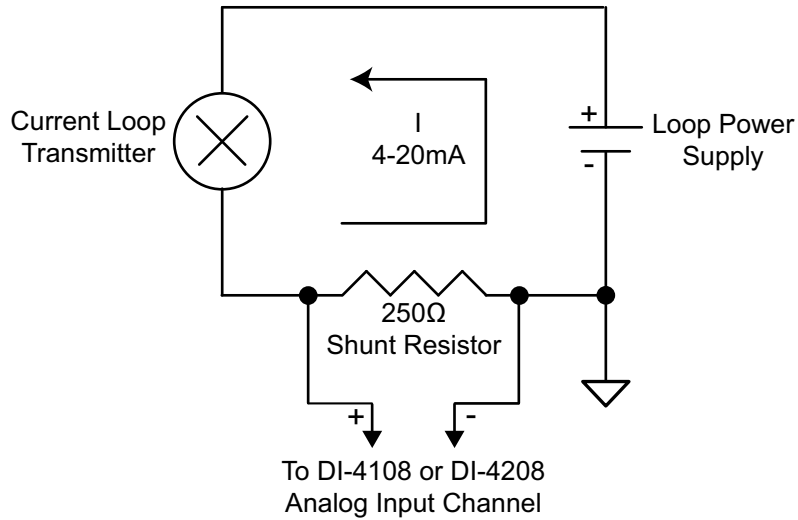 Current Loop
Transmitter
I
4-20mA
+
-
Loop Power
Supply
250Ω
Shunt Resistor
+
-
To DI-4108 or DI-4208
Analog Input Channel